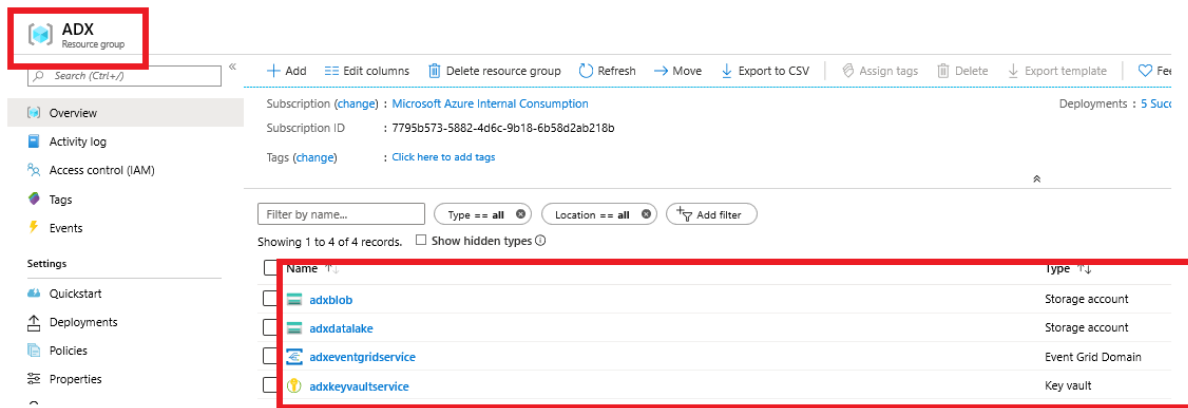 ADX
Resource group
Search (Ctrl+/)
«
Add Edit columns Delete resource group Refresh Move Export to CSV Assign tags Delete Export template
Overview
Activity log
Access control (IAM)
Tags
Events
Settings
Quickstart
Deployments
Policies
Properties
Subscription (change) : Microsoft Azure Internal Consumption
Deployments : 5 Succ
Subscription ID : 7795b573-5882-4d6c-9b18-6b58d2ab218b
Tags (change) : Click here to add tags
Filter by name... Type == all Location == all Add filter
Showing 1 to 4 of 4 records. Show hidden types
Name ↑↓ Type ↑↓
adxblob Storage account
adxdatalake Storage account
adxeventgridservice Event Grid Domain
adxkeyvaultservice Key vault